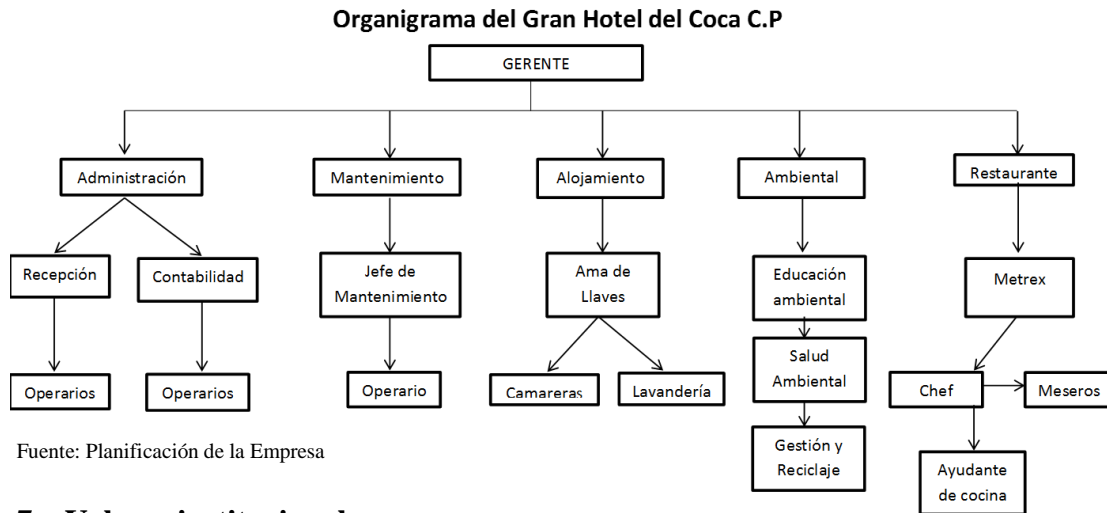 Organigrama del Gran Hotel del Coca C.P
GERENTE
Administración
Mantenimiento
Alojamiento
Ambiental
Restaurante
Recepción
Contabilidad
Jefe de
Mantenimiento
Ama de
Llaves
Educación
ambiental
Metrex
Salud
Ambiental
Operarios
Operarios
Operario
Camareras
Lavandería
Chef
Meseros
Gestión y
Reciclaje
Ayudante
de cocina
Fuente: Planificación de la Empresa